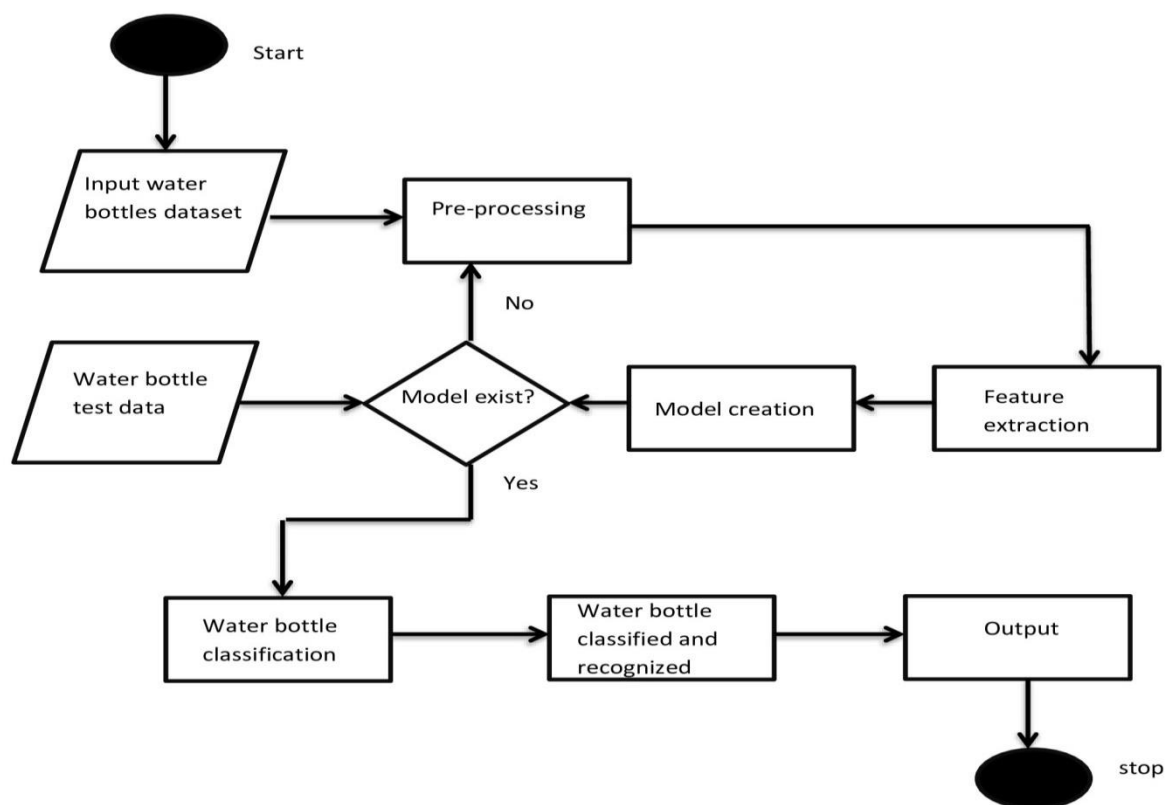 Start
Input water
bottles dataset
Pre-processing
No
Water bottle
test data
Model exist?
Model creation
Feature
extraction
Yes
Water bottle
classification
Water bottle
classified and
recognized
Output
stop